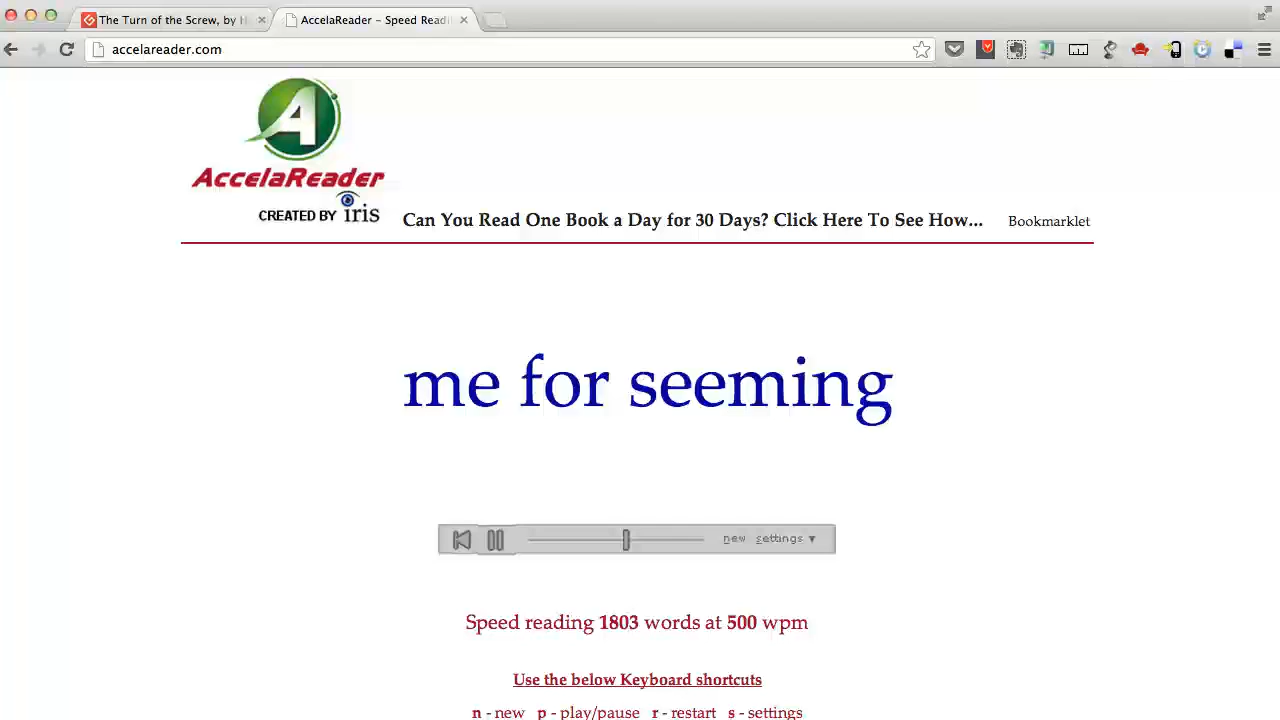 The Turn of the Screw, by H
AccelaReader - Speed Readi
accelareader.com
A
AccelaReader
CREATED BY iris
Can You Read One Book a Day for 30 Days? Click Here To See How...
Bookmarklet
me for seeming
new settings ▼
Speed reading 1803 words at 500 wpm
Use the below Keyboard shortcuts
n - new p - play/pause r - restart s - settings